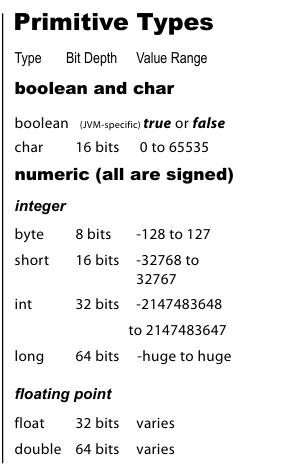 Primitive Types
Type Bit Depth Value Range
boolean and char
boolean (JVM-specific) true or false
char 16 bits 0 to 65535
numeric (all are signed)
integer
byte 8 bits -128 to 127
short 16 bits -32768 to
32767
int 32 bits -2147483648
to 2147483647
long 64 bits -huge to huge
floating point
float 32 bits varies
double 64 bits varies